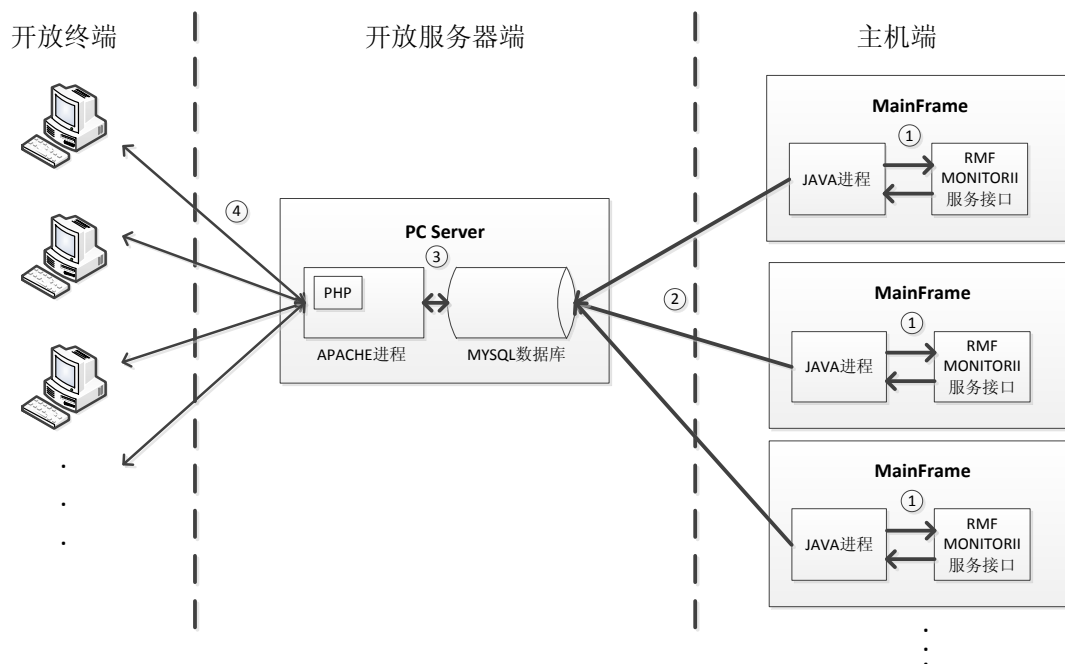 开放终端
开放服务器端
主机端
④
PC Server
③
PHP
APACHE进程
MYSQL数据库
②
MainFrame
①
JAVA进程
RMF
MONITORII
服务接口
MainFrame
①
JAVA进程
RMF
MONITORII
服务接口
MainFrame
①
JAVA进程
RMF
MONITORII
服务接口